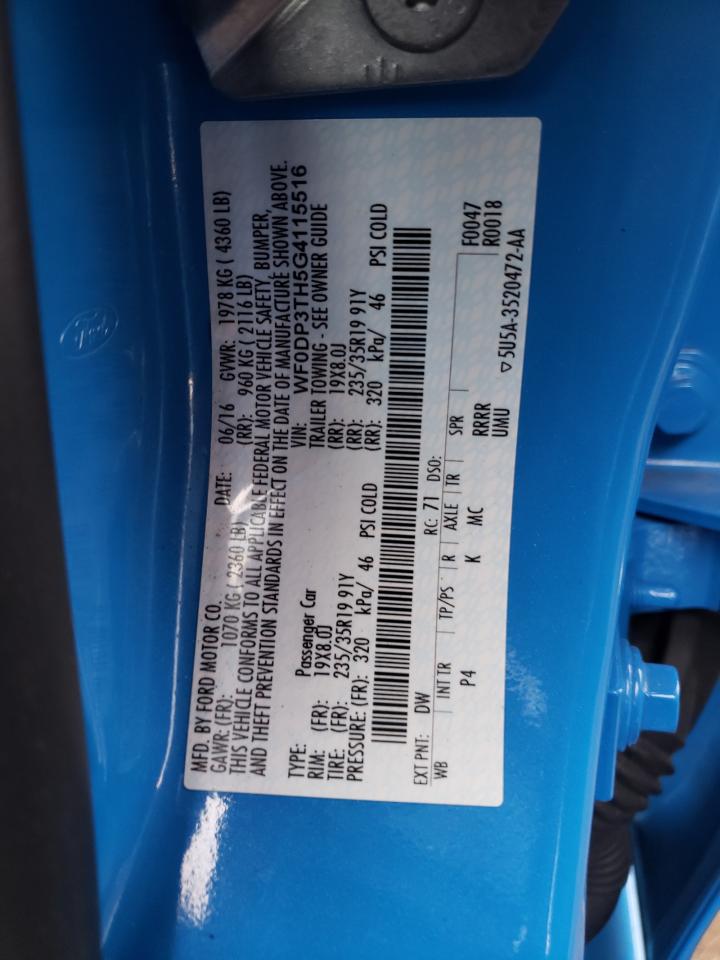 MFD. BY FORD MOTOR CO.
DATE: 06/16 GVWR: 1978 KG ( 4360 LB)
GAWR: (FR): 1070 KG ( 2360 LB) (RR): 960 KG ( 2116 LB)
THIS VEHICLE CONFORMS TO ALL APPLICABLE FEDERAL MOTOR VEHICLE SAFETY, BUMPER,
AND THEFT PREVENTION STANDARDS IN EFFECT ON THE DATE OF MANUFACTURE SHOWN ABOVE.
VIN: WF0DP3TH5G4115516
TYPE: Passenger Car TRAILER TOWING - SEE OWNER GUIDE
RIM: (FR): 19X8.0J (RR): 19X8.0J
TIRE: (FR): 235/35R19 91Y (RR): 235/35R19 91Y
PRESSURE: (FR): 320 kPa/ 46 PSI COLD (RR): 320 kPa/ 46 PSI COLD
EXT PNT: DW RC: 71 DSO:
WB INT TR TP/PS R AXLE TR SPR F0047
P4 K MC RRRR R0018
UMU
▽5U5A-3520472-AA
Ford